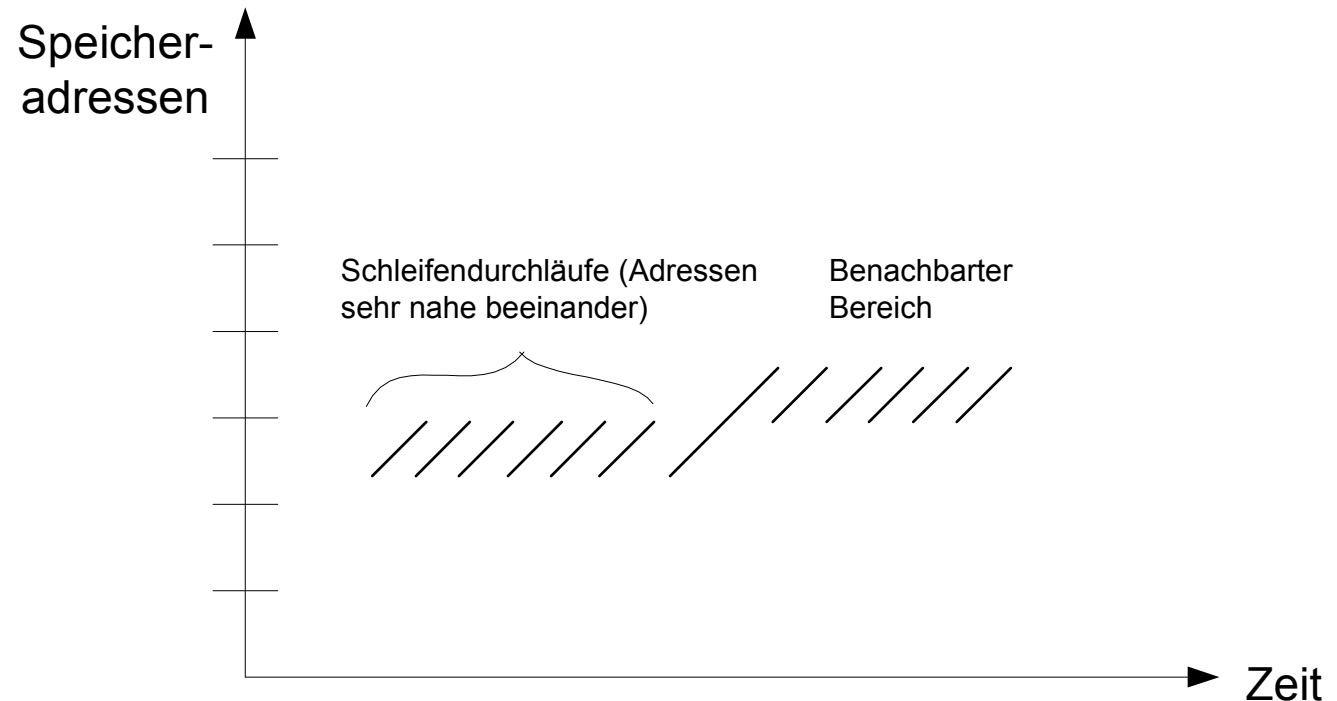 Speicher-
adressen
Schleifendurchläufe (Adressen
sehr nahe beeinander)
Benachbarter
Bereich
Zeit